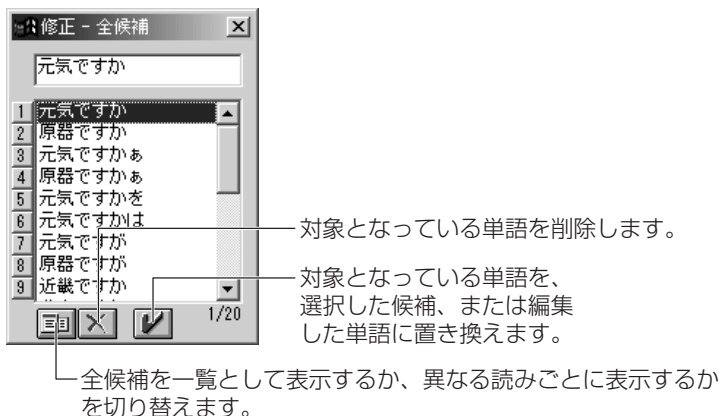 修正 - 全候補
元気ですか
1 元気ですか
2 原器ですか
3 元気ですかぁ
4 原器ですかぁ
5 元気ですかを
6 元気ですかは
7 元気ですが
8 原器ですが
9 近畿ですか
1/20
対象となっている単語を削除します。
対象となっている単語を、
選択した候補、または編集
した単語に置き換えます。
全候補を一覧として表示するか、異なる読みごとに表示するか
を切り替えます。